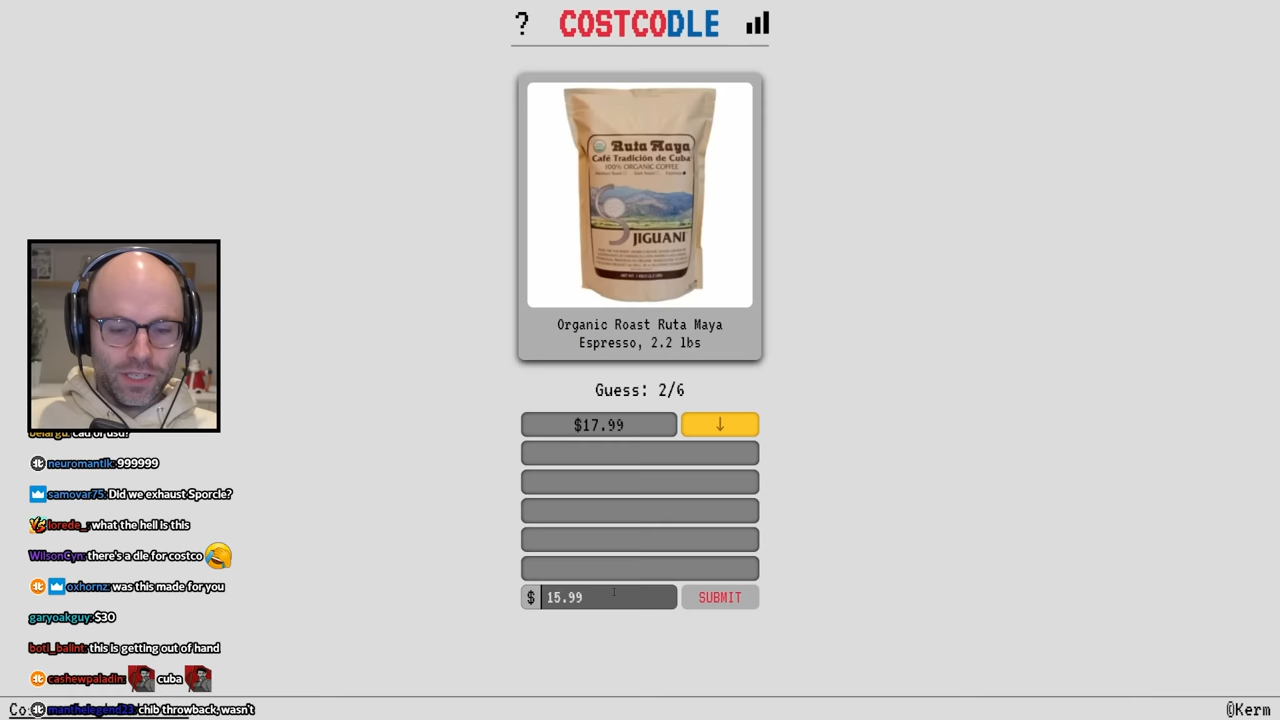 ?
COSTCODLE
Ruta Maya
Café Tradición de Cuba
100% ORGANIC COFFEE
JIGUANI
Organic Roast Ruta Maya
Espresso, 2.2 lbs
Guess: 2/6
$17.99 ↓
$ 15.99 SUBMIT
neuromantik: 999999
samovar75: Did we exhaust Sporcle?
lorede_: what the hell is this
WilsonCyn: there's a dle for costco
oxhornz: was this made for you
garyoakguy: $30
boti_balint: this is getting out of hand
cashewpaladin: cuba
manthelegend23: chib throwback, wasn't
@Kerm